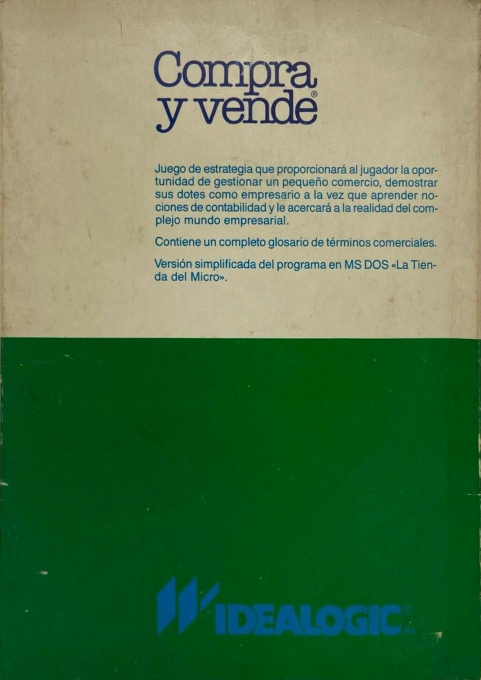 Compra
y vende®
Juego de estrategia que proporcionará al jugador la opor-
tunidad de gestionar un pequeño comercio, demostrar
sus dotes como empresario a la vez que aprender no-
ciones de contabilidad y le acercará a la realidad del com-
plejo mundo empresarial.
Contiene un completo glosario de términos comerciales.
Versión simplificada del programa en MS DOS «La Tien-
da del Micro».
IDEALOGIC